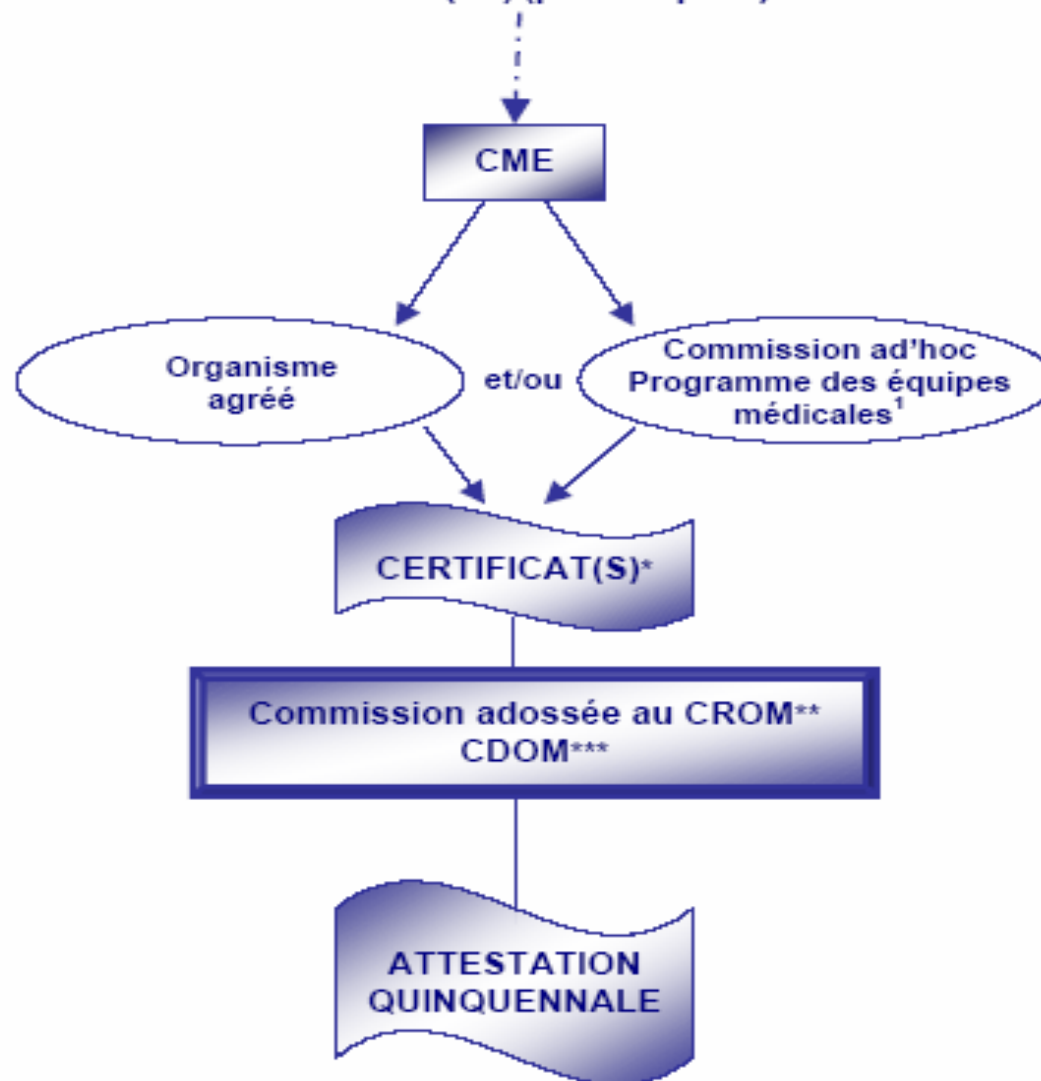 CME
Organisme
agréé
et/ou
Commission ad'hoc
Programme des équipes
médicales¹
CERTIFICAT(S)*
Commission adossée au CROM**
CDOM***
ATTESTATION
QUINQUENNALE